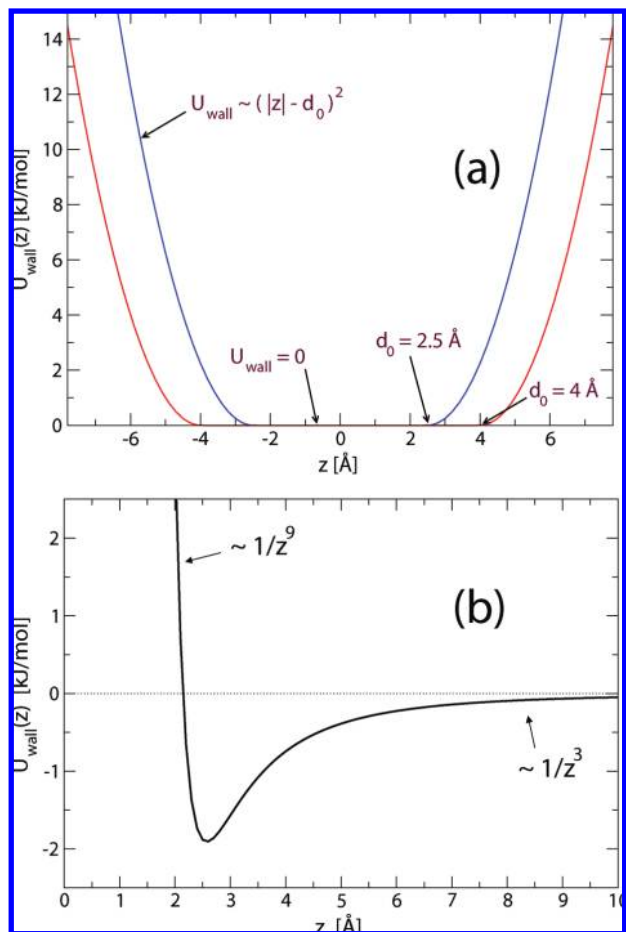 14
12
10
8
6
4
2
0
U_wall(z) [kJ/mol]
U_wall ~ ( |z| - d_0 )^2
(a)
U_wall = 0
d_0 = 2.5 Å
d_0 = 4 Å
-6 -4 -2 0 2 4 6
z [Å]
2
1
0
-1
-2
U_wall(z) [kJ/mol]
~ 1/z^9
(b)
~ 1/z^3
0 1 2 3 4 5 6 7 8 9 10
z [Å]